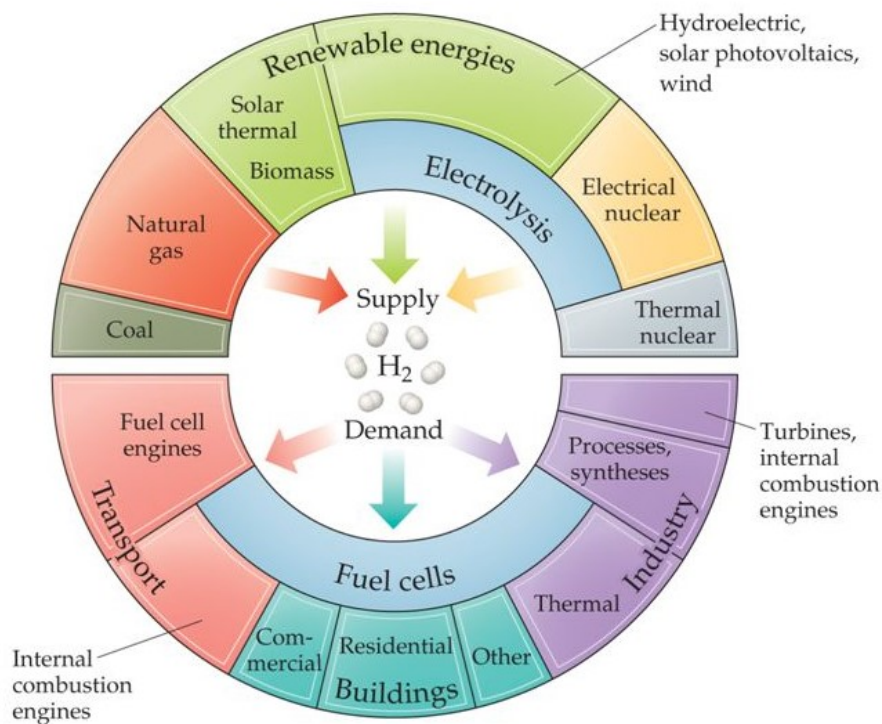 Renewable energies
Hydroelectric,
solar photovoltaics,
wind
Solar
thermal
Biomass
Electrolysis
Electrical
nuclear
Natural
gas
Thermal
nuclear
Coal
Supply
H₂
Demand
Fuel cell
engines
Transport
Internal
combustion
engines
Fuel cells
Com-
mercial
Residential
Other
Buildings
Processes,
syntheses
Thermal
Industry
Turbines,
internal
combustion
engines